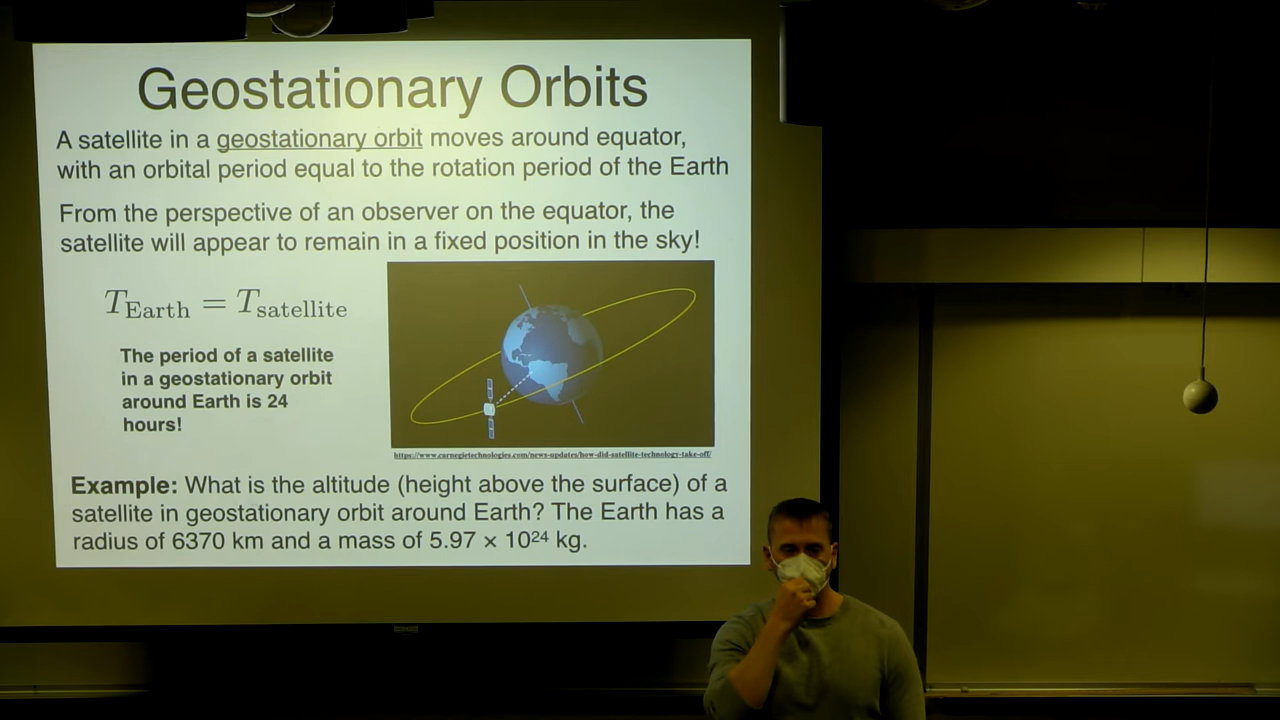 Geostationary Orbits
A satellite in a geostationary orbit moves around equator,
with an orbital period equal to the rotation period of the Earth
From the perspective of an observer on the equator, the
satellite will appear to remain in a fixed position in the sky!
T_Earth = T_satellite
The period of a satellite
in a geostationary orbit
around Earth is 24
hours!
https://www.carnegietechnologies.com/news-updates/how-did-satellite-technology-take-off/
Example: What is the altitude (height above the surface) of a
satellite in geostationary orbit around Earth? The Earth has a
radius of 6370 km and a mass of 5.97 × 10²⁴ kg.